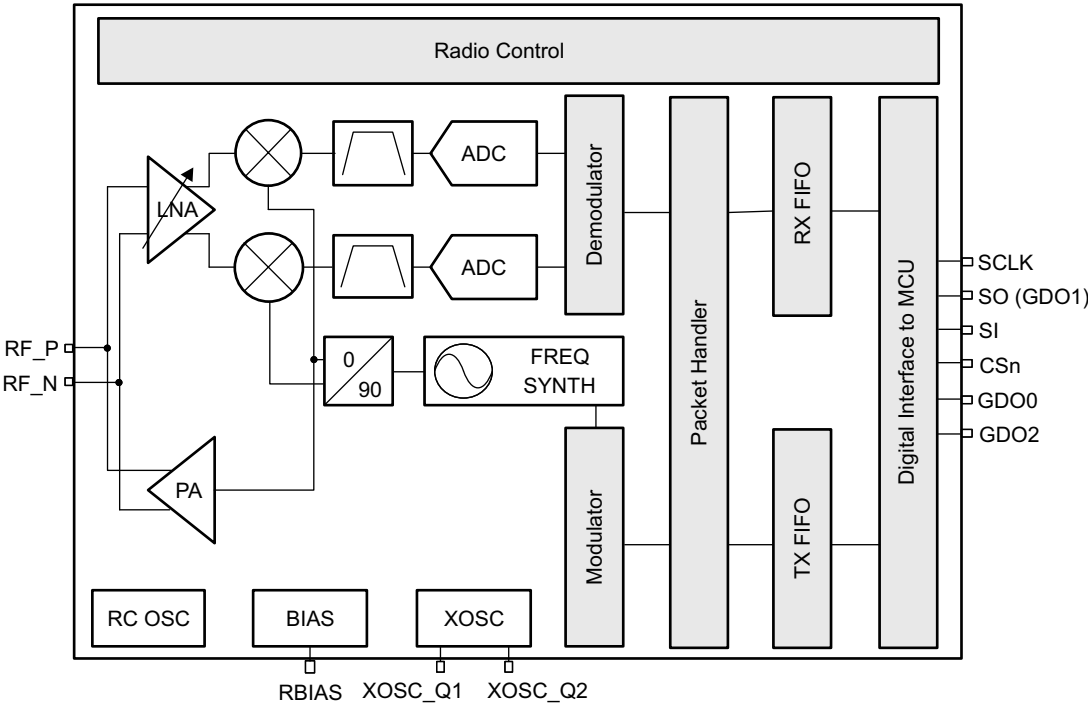 Radio Control
LNA
ADC
ADC
Demodulator
Packet Handler
RX FIFO
Digital Interface to MCU
SCLK
SO (GDO1)
SI
CSn
GDO0
GDO2
RF_P
RF_N
0
90
FREQ
SYNTH
PA
Modulator
TX FIFO
RC OSC
BIAS
XOSC
RBIAS
XOSC_Q1
XOSC_Q2